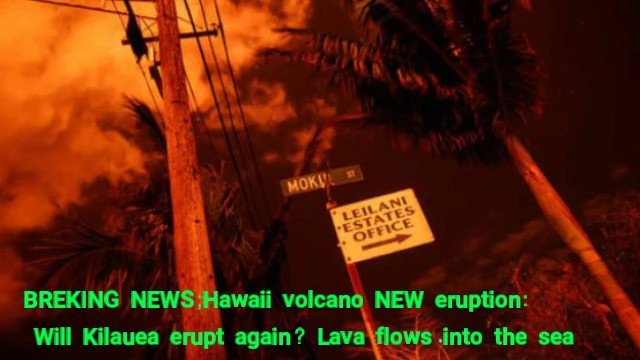 MOKU ST
LEILANI
ESTATES
OFFICE
BREKING NEWS;Hawaii volcano NEW eruption:
Will Kilauea erupt again? Lava flows into the sea